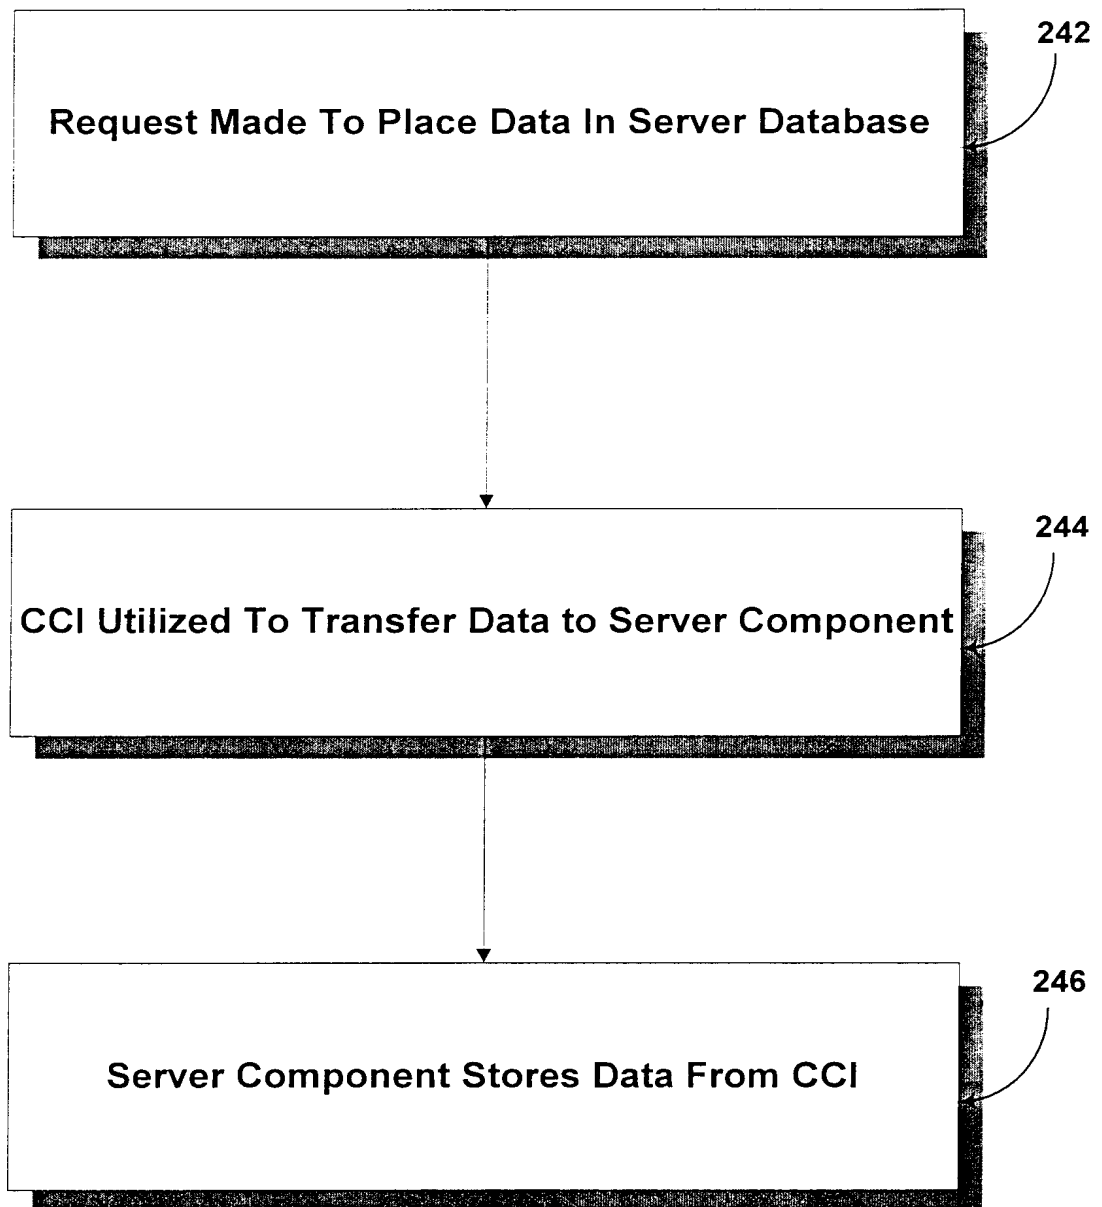 242
Request Made To Place Data In Server Database
244
CCI Utilized To Transfer Data to Server Component
246
Server Component Stores Data From CCI